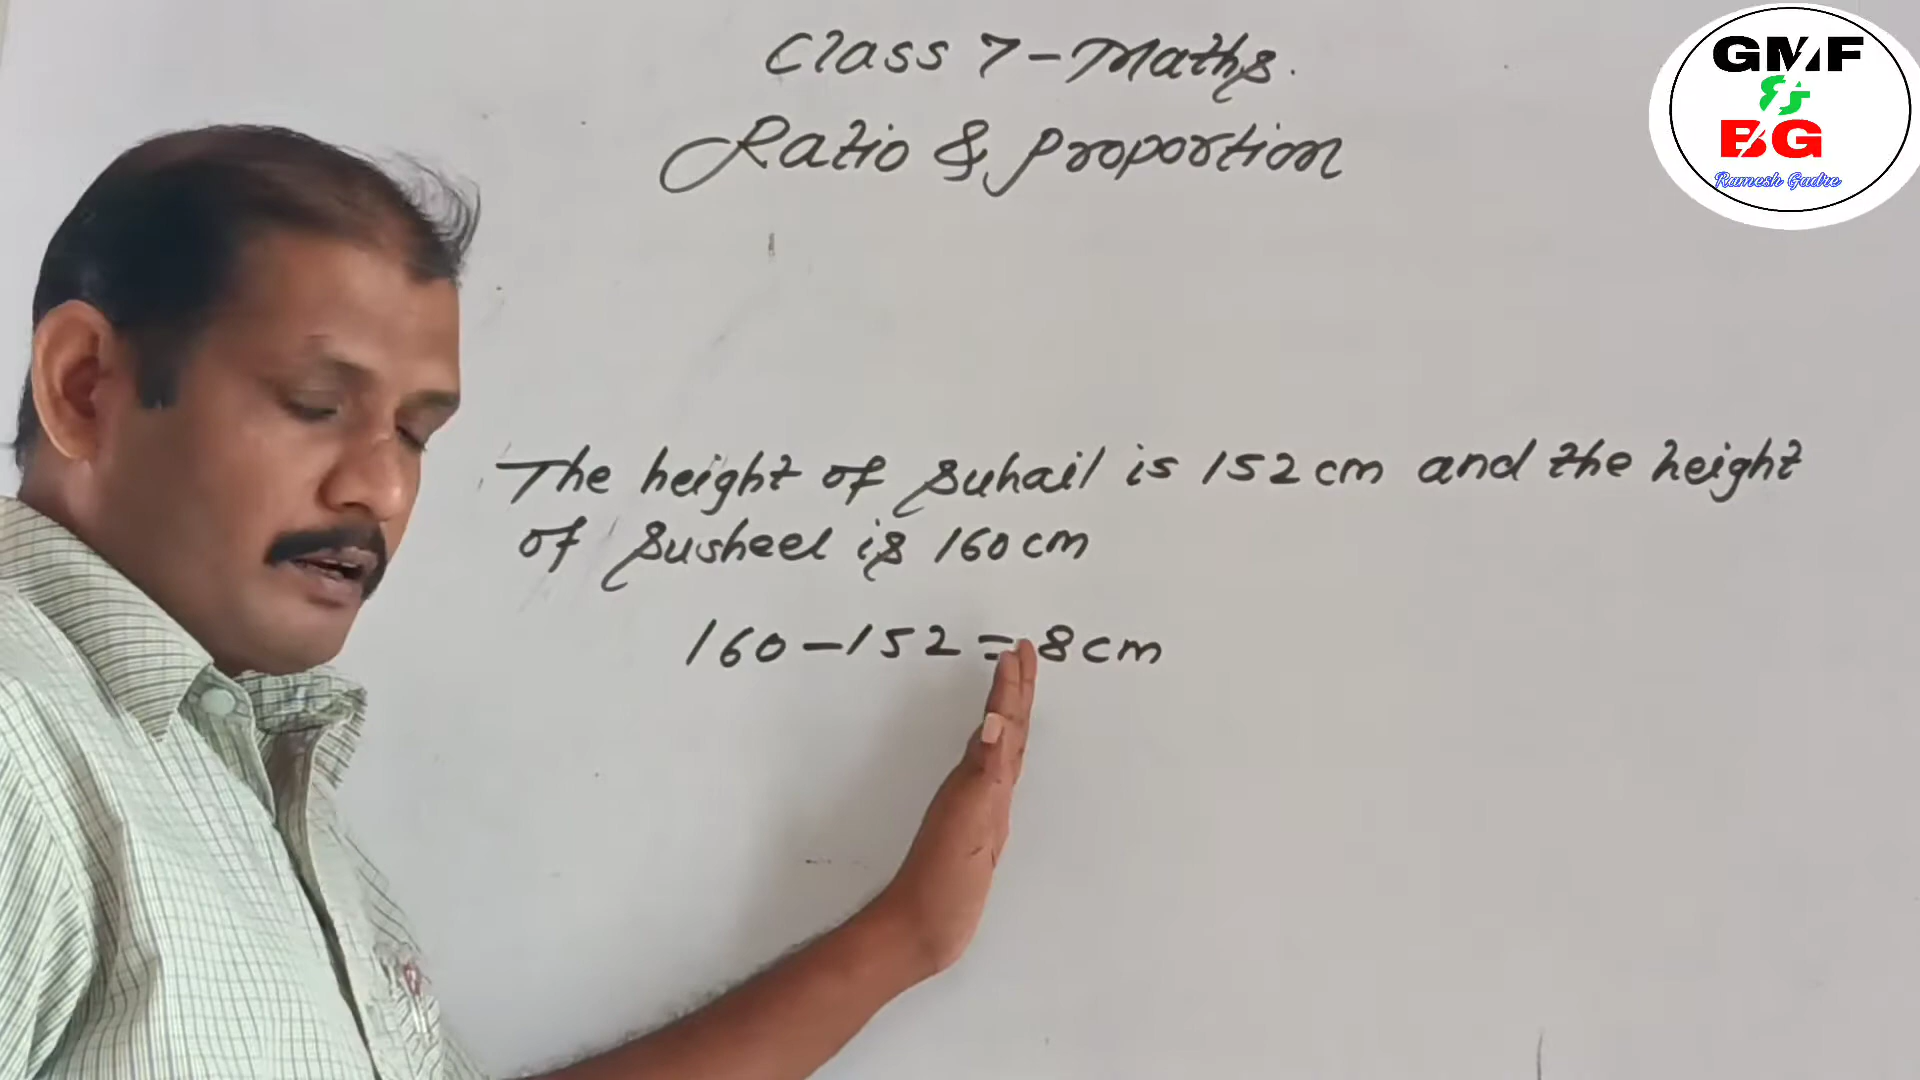 Class 7-Maths.
Ratio & proportion
GMF
&
BG
Ramesh Gadre
The height of Suhail is 152 cm and the height
of Susheel is 160 cm
160-152=8cm